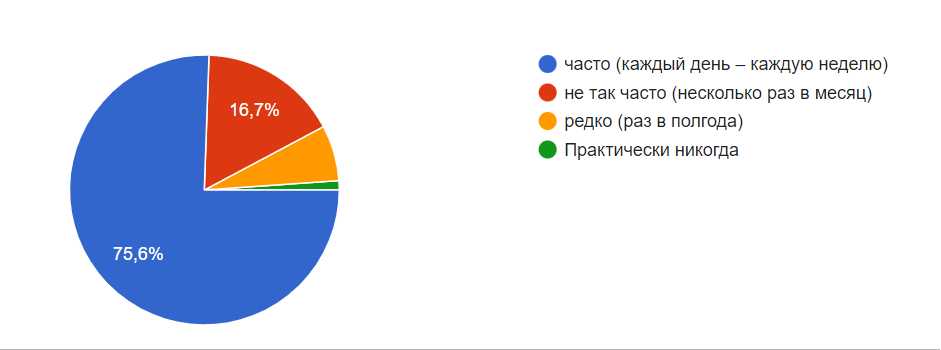 16,7%
75,6%
часто (каждый день – каждую неделю)
не так часто (несколько раз в месяц)
редко (раз в полгода)
Практически никогда